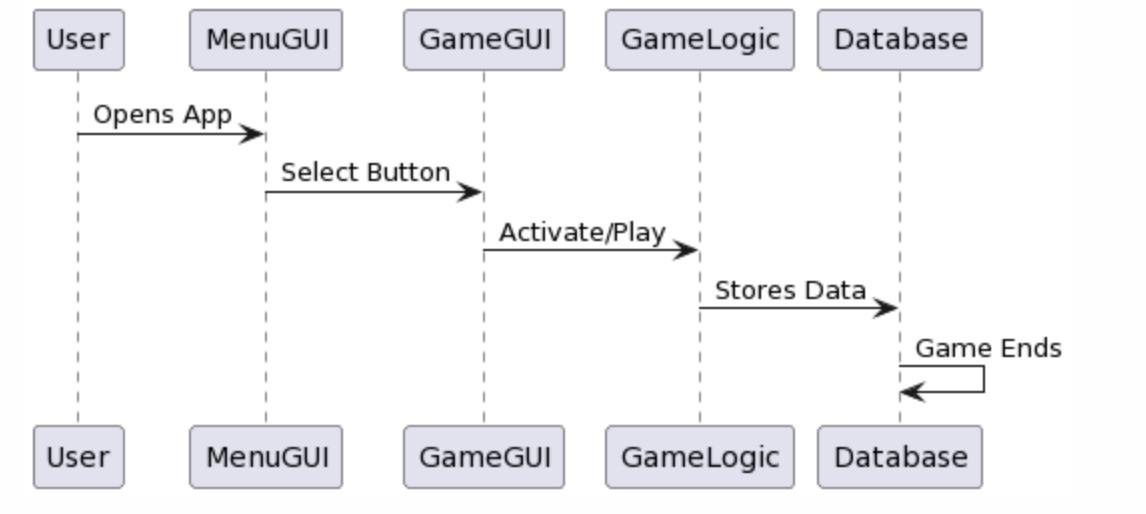 User MenuGUI GameGUI GameLogic Database
Opens App
Select Button
Activate/Play
Stores Data
Game Ends
User MenuGUI GameGUI GameLogic Database